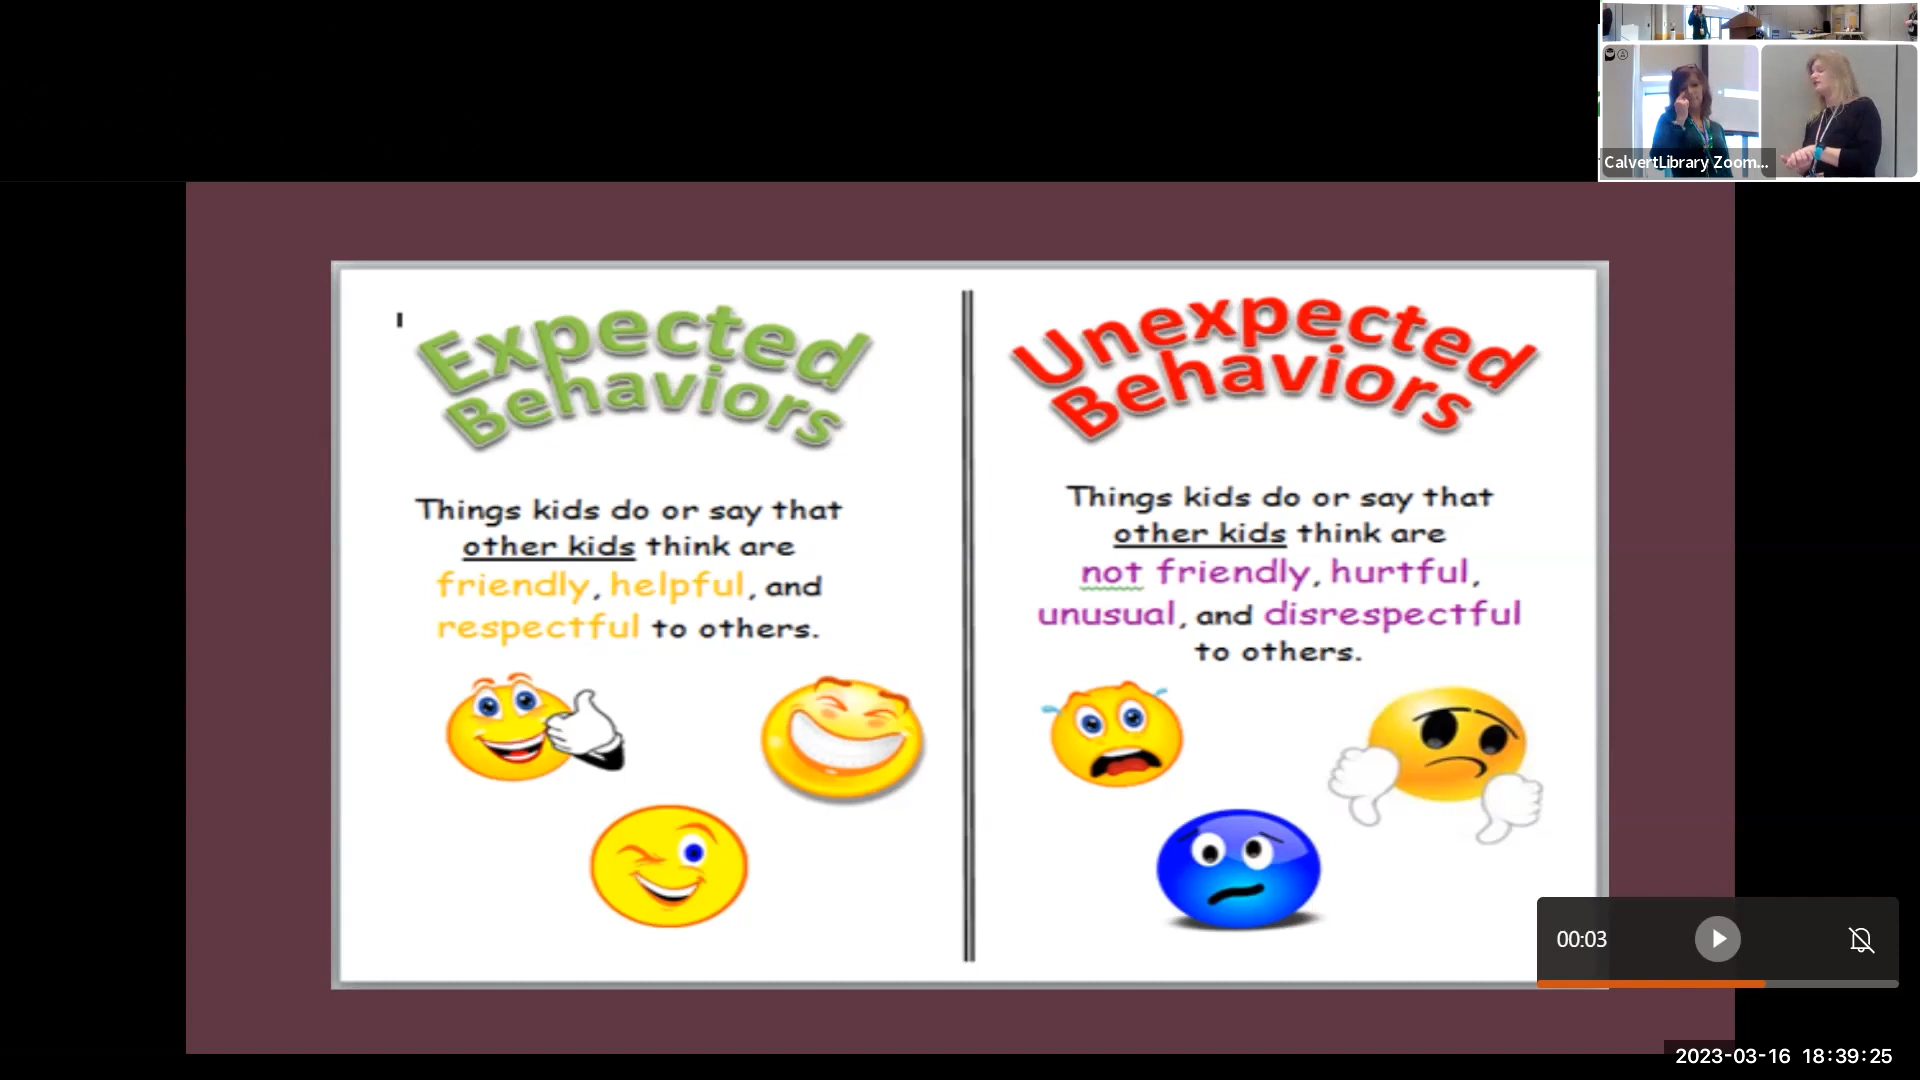 CalvertLibrary Zoom...
Expected
Behaviors
Things kids do or say that
other kids think are
friendly, helpful, and
respectful to others.
Unexpected
Behaviors
Things kids do or say that
other kids think are
not friendly, hurtful,
unusual, and disrespectful
to others.
00:03
2023-03-16 18:39:25